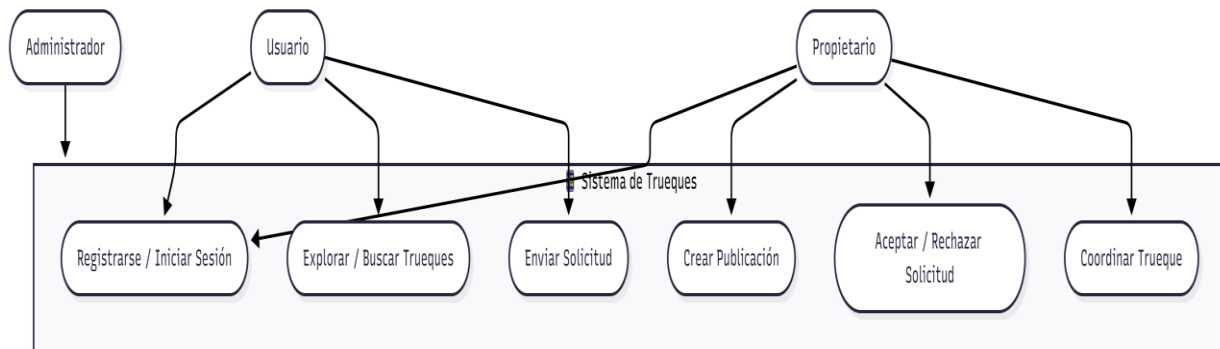 Administrador
Usuario
Propietario
Sistema de Trueques
Registrarse / Iniciar Sesión
Explorar / Buscar Trueques
Enviar Solicitud
Crear Publicación
Aceptar / Rechazar
Solicitud
Coordinar Trueque